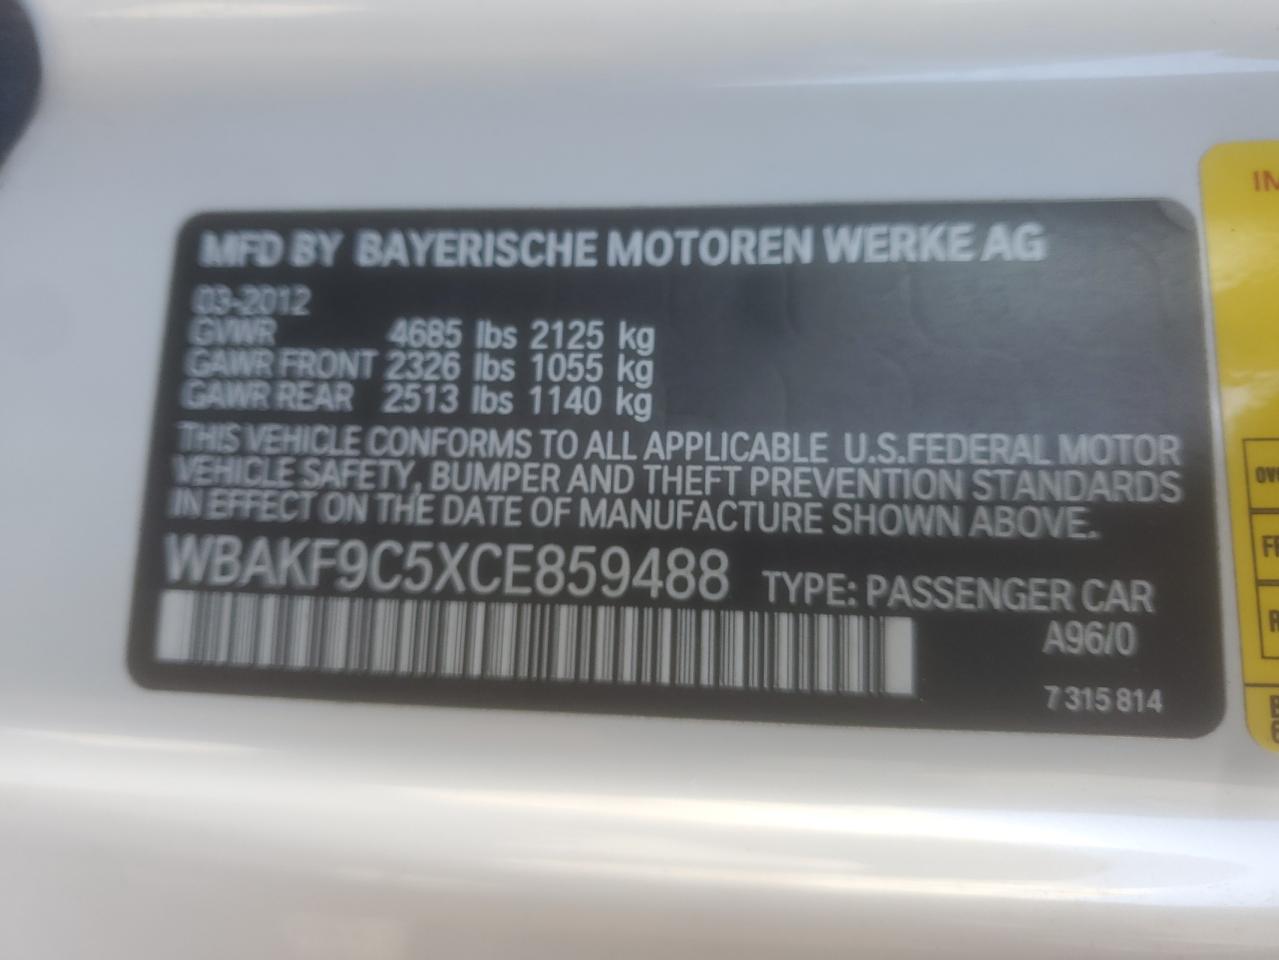 MFD BY BAYERISCHE MOTOREN WERKE AG
03-2012
GVWR 4685 lbs 2125 kg
GAWR FRONT 2326 lbs 1055 kg
GAWR REAR 2513 lbs 1140 kg
THIS VEHICLE CONFORMS TO ALL APPLICABLE U.S.FEDERAL MOTOR
VEHICLE SAFETY, BUMPER AND THEFT PREVENTION STANDARDS
IN EFFECT ON THE DATE OF MANUFACTURE SHOWN ABOVE.
WBAKF9C5XCE859488 TYPE: PASSENGER CAR
A96/0
7 315 814